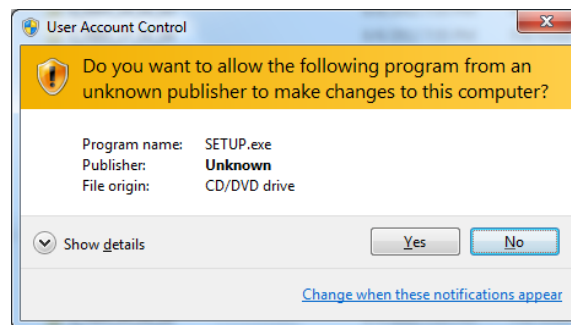 User Account Control
Do you want to allow the following program from an
unknown publisher to make changes to this computer?
Program name: SETUP.exe
Publisher: Unknown
File origin: CD/DVD drive
Show details
Yes No
Change when these notifications appear